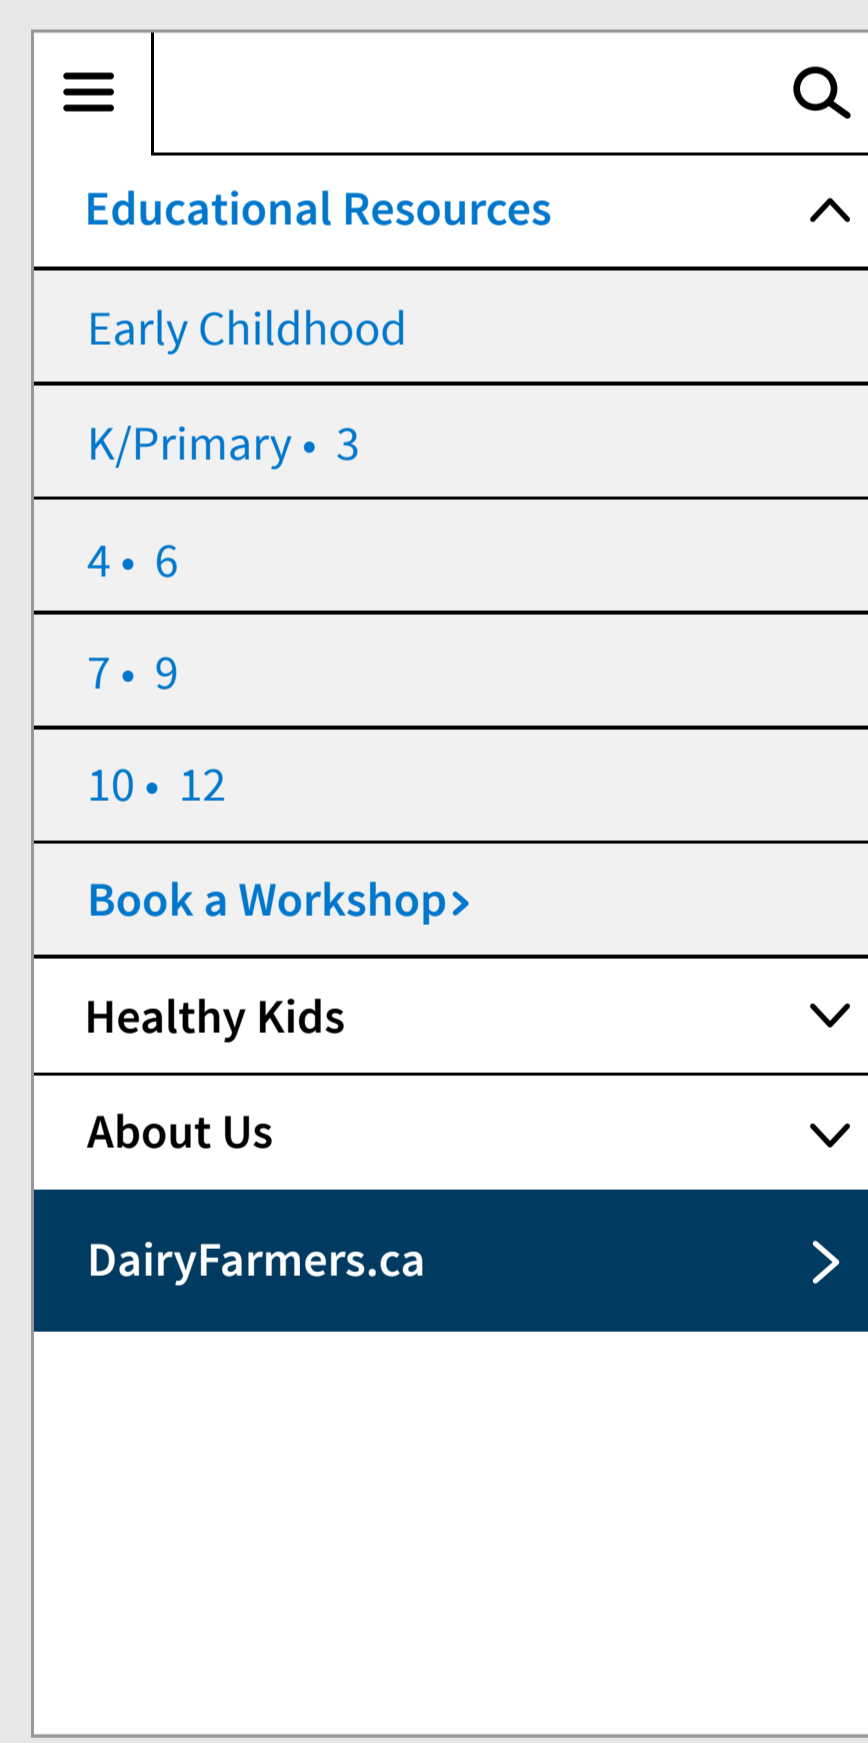 Educational Resources
Early Childhood
K/Primary • 3
4 • 6
7 • 9
10 • 12
Book a Workshop›
Healthy Kids
About Us
DairyFarmers.ca